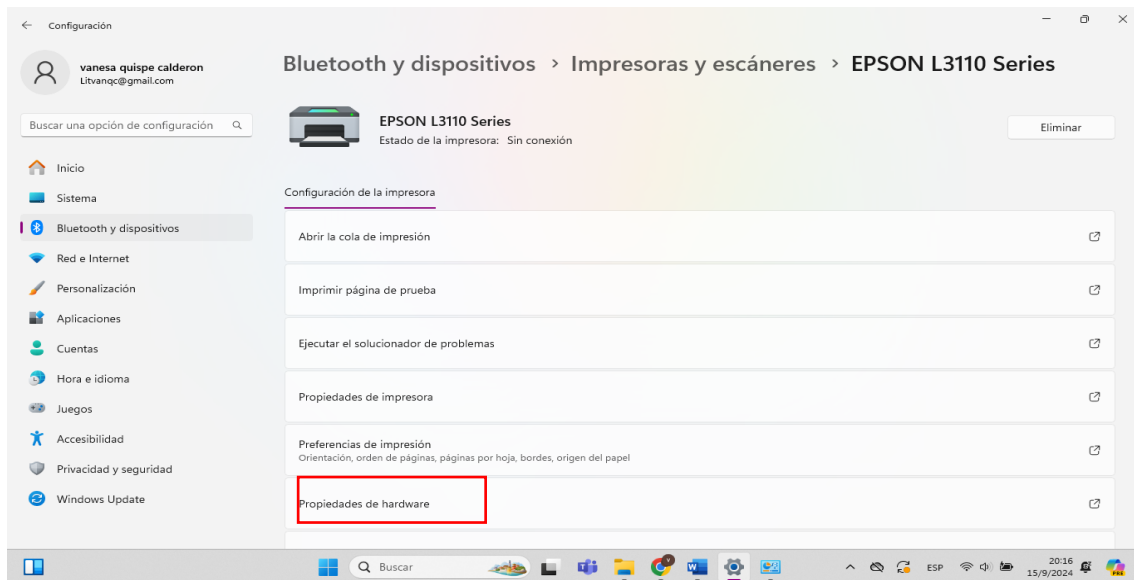 Configuración
vanesa quispe calderon
Litvanqc@gmail.com
Buscar una opción de configuración
Inicio
Sistema
Bluetooth y dispositivos
Red e Internet
Personalización
Aplicaciones
Cuentas
Hora e idioma
Juegos
Accesibilidad
Privacidad y seguridad
Windows Update
Bluetooth y dispositivos > Impresoras y escáneres > EPSON L3110 Series
EPSON L3110 Series
Estado de la impresora: Sin conexión
Eliminar
Configuración de la impresora
Abrir la cola de impresión
Imprimir página de prueba
Ejecutar el solucionador de problemas
Propiedades de impresora
Preferencias de impresión
Orientación, orden de páginas, páginas por hoja, bordes, origen del papel
Propiedades de hardware
Buscar
ESP
20:16
15/9/2024
PRE